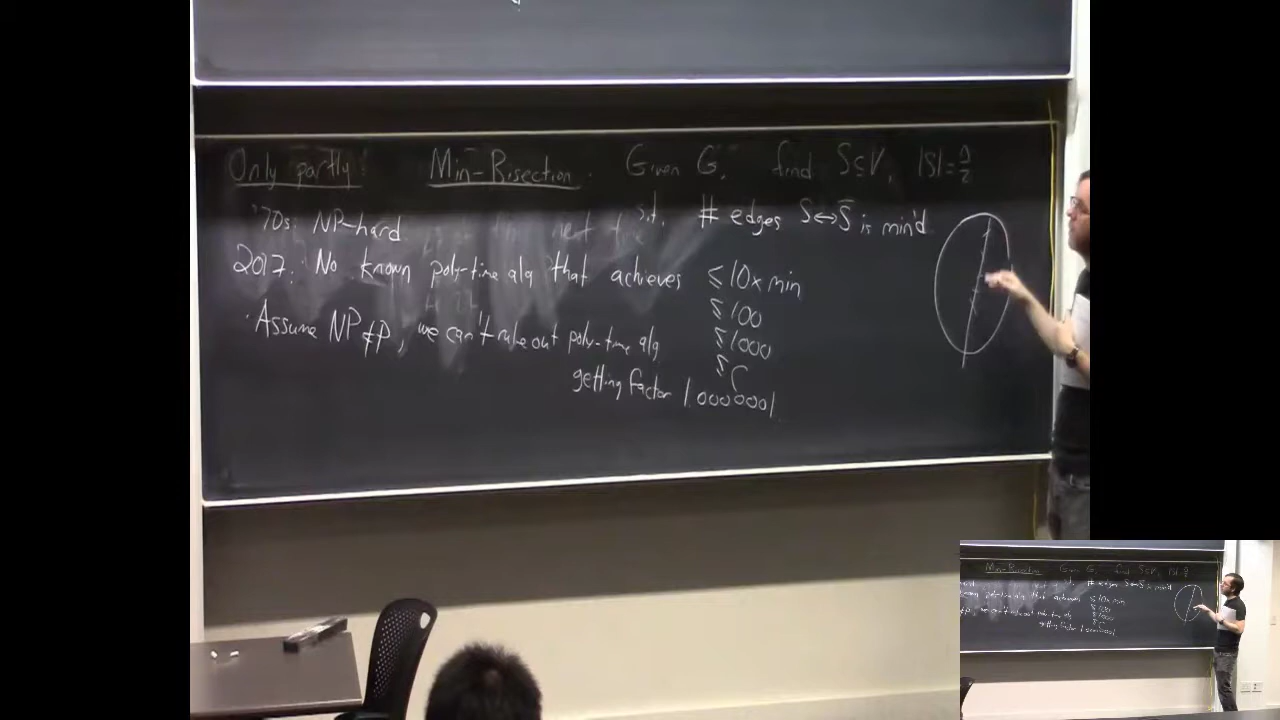 Only partly! Min-Bisection. Given G, find S⊆V, |S|=n/2
'70s: NP-hard s.t. # edges S↔S̄ is min'd
2017: No known poly-time alg that achieves ≤10x min
≤100
·Assume NP⊄P, we can't rule out poly-time alg ≤1000
≤C
getting factor 1.0000001